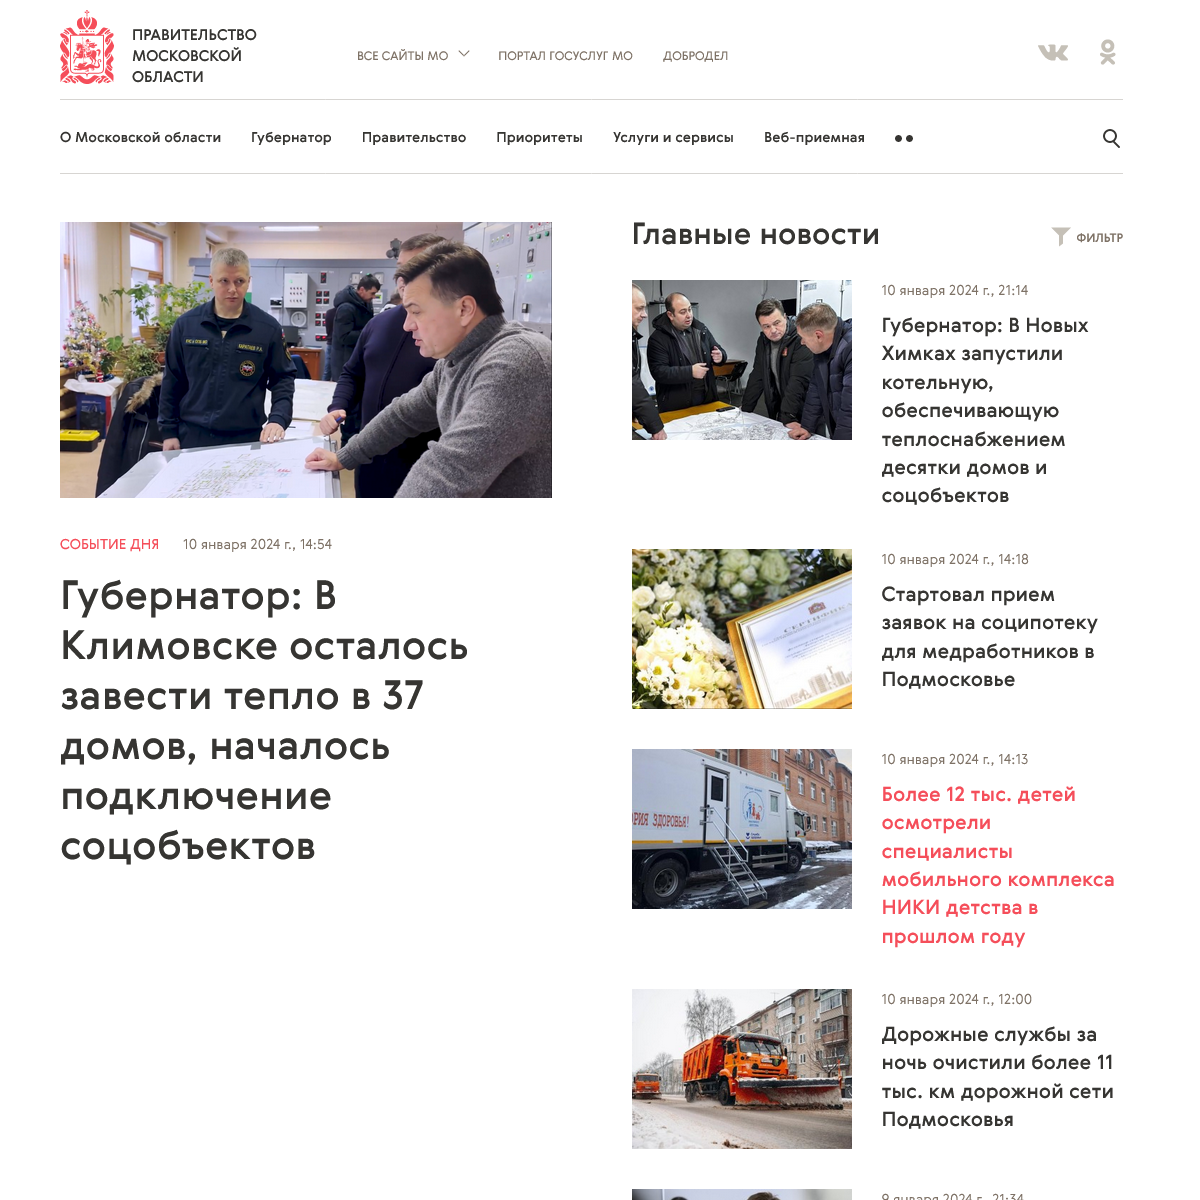 ПРАВИТЕЛЬСТВО
МОСКОВСКОЙ
ОБЛАСТИ
ВСЕ САЙТЫ МО
ПОРТАЛ ГОСУСЛУГ МО
ДОБРОДЕЛ
О Московской области
Губернатор
Правительство
Приоритеты
Услуги и сервисы
Веб-приемная
СОБЫТИЕ ДНЯ
10 января 2024 г., 14:54
Губернатор: В
Климовске осталось
завести тепло в 37
домов, началось
подключение
соцобъектов
Главные новости
ФИЛЬТР
10 января 2024 г., 21:14
Губернатор: В Новых
Химках запустили
котельную,
обеспечивающую
теплоснабжением
десятки домов и
соцобъектов
СЕРТИФИКАТ
10 января 2024 г., 14:18
Стартовал прием
заявок на соципотеку
для медработников в
Подмосковье
РИЯ ЗДОРОВЬЯ!
10 января 2024 г., 14:13
Более 12 тыс. детей
осмотрели
специалисты
мобильного комплекса
НИКИ детства в
прошлом году
10 января 2024 г., 12:00
Дорожные службы за
ночь очистили более 11
тыс. км дорожной сети
Подмосковья
9 января 2024 г., 21:34